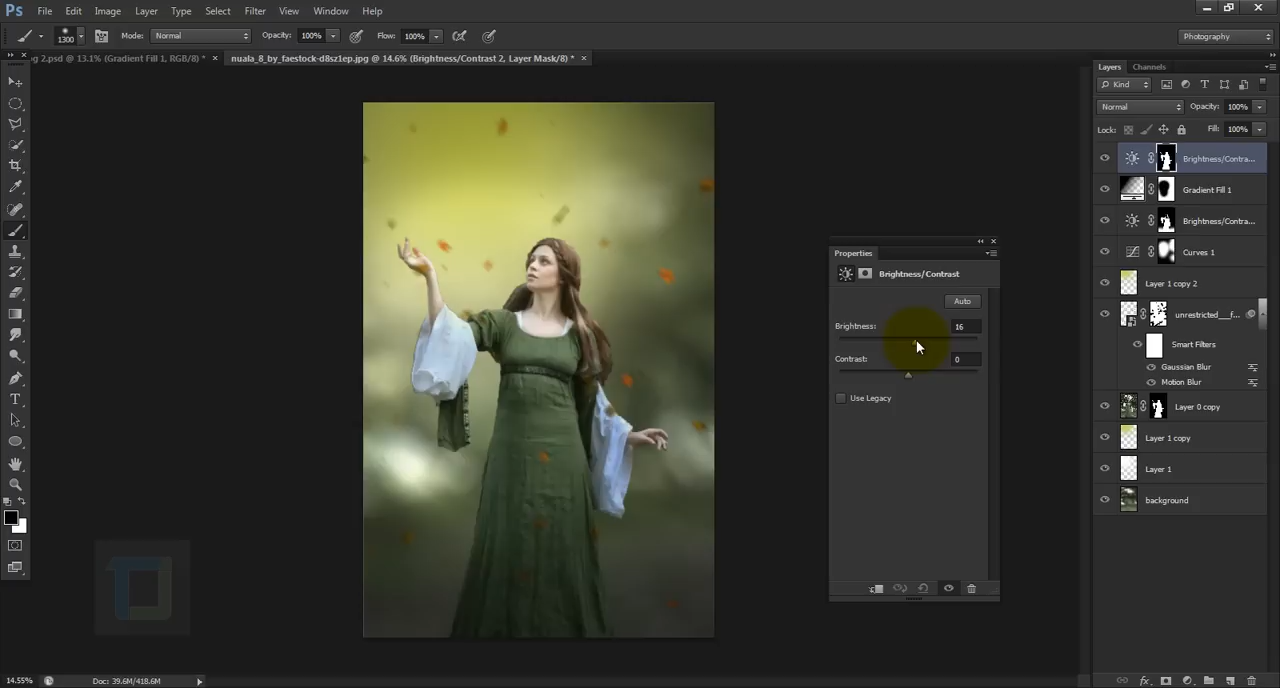 Ps File Edit Image Layer Type Select Filter View Window Help
1300 Mode: Normal Opacity: 100% Flow: 100% Photography
g 2.psd @ 13.1% (Gradient Fill 1, RGB/8) * × nuala_8_by_faestock-d8sz1ep.jpg @ 14.6% (Brightness/Contrast 2, Layer Mask/8) * ×
Layers Channels
Kind
Normal Opacity: 100%
Lock: Fill: 100%
Brightness/Contra...
Gradient Fill 1
Brightness/Contra...
Curves 1
Layer 1 copy 2
unrestricted___f...
Smart Filters
Gaussian Blur
Motion Blur
Layer 0 copy
Layer 1 copy
Layer 1
background
Properties
Brightness/Contrast
Auto
Brightness: 16
Contrast: 0
Use Legacy
14.55% Doc: 39.6M/418.6M